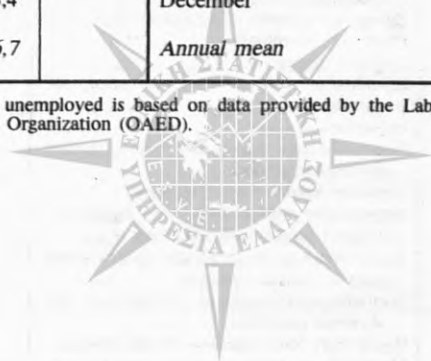 ,4 December
,7 Annual mean
unemployed is based on data provided by the Lab
Organization (OAED).
ΕΘΝΙΚΗ ΣΤΑΤΙΣΤΙΚΗ
ΥΠΗΡΕΣΙΑ ΕΛΛΑΔΟΣ
Ε Σ Υ Ε